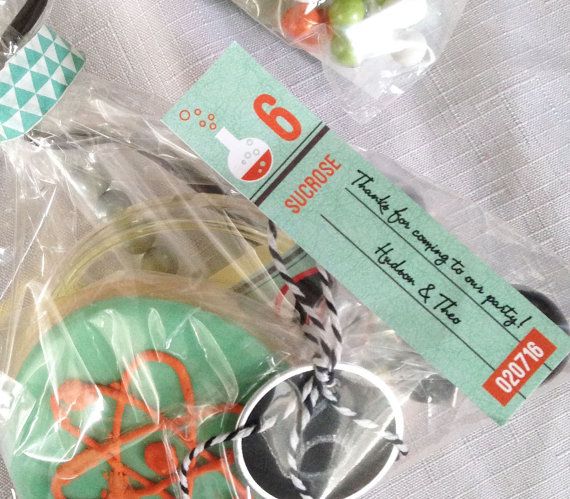 6
SUCROSE
Thanks for coming to our party!
Hudson & Theo
020716